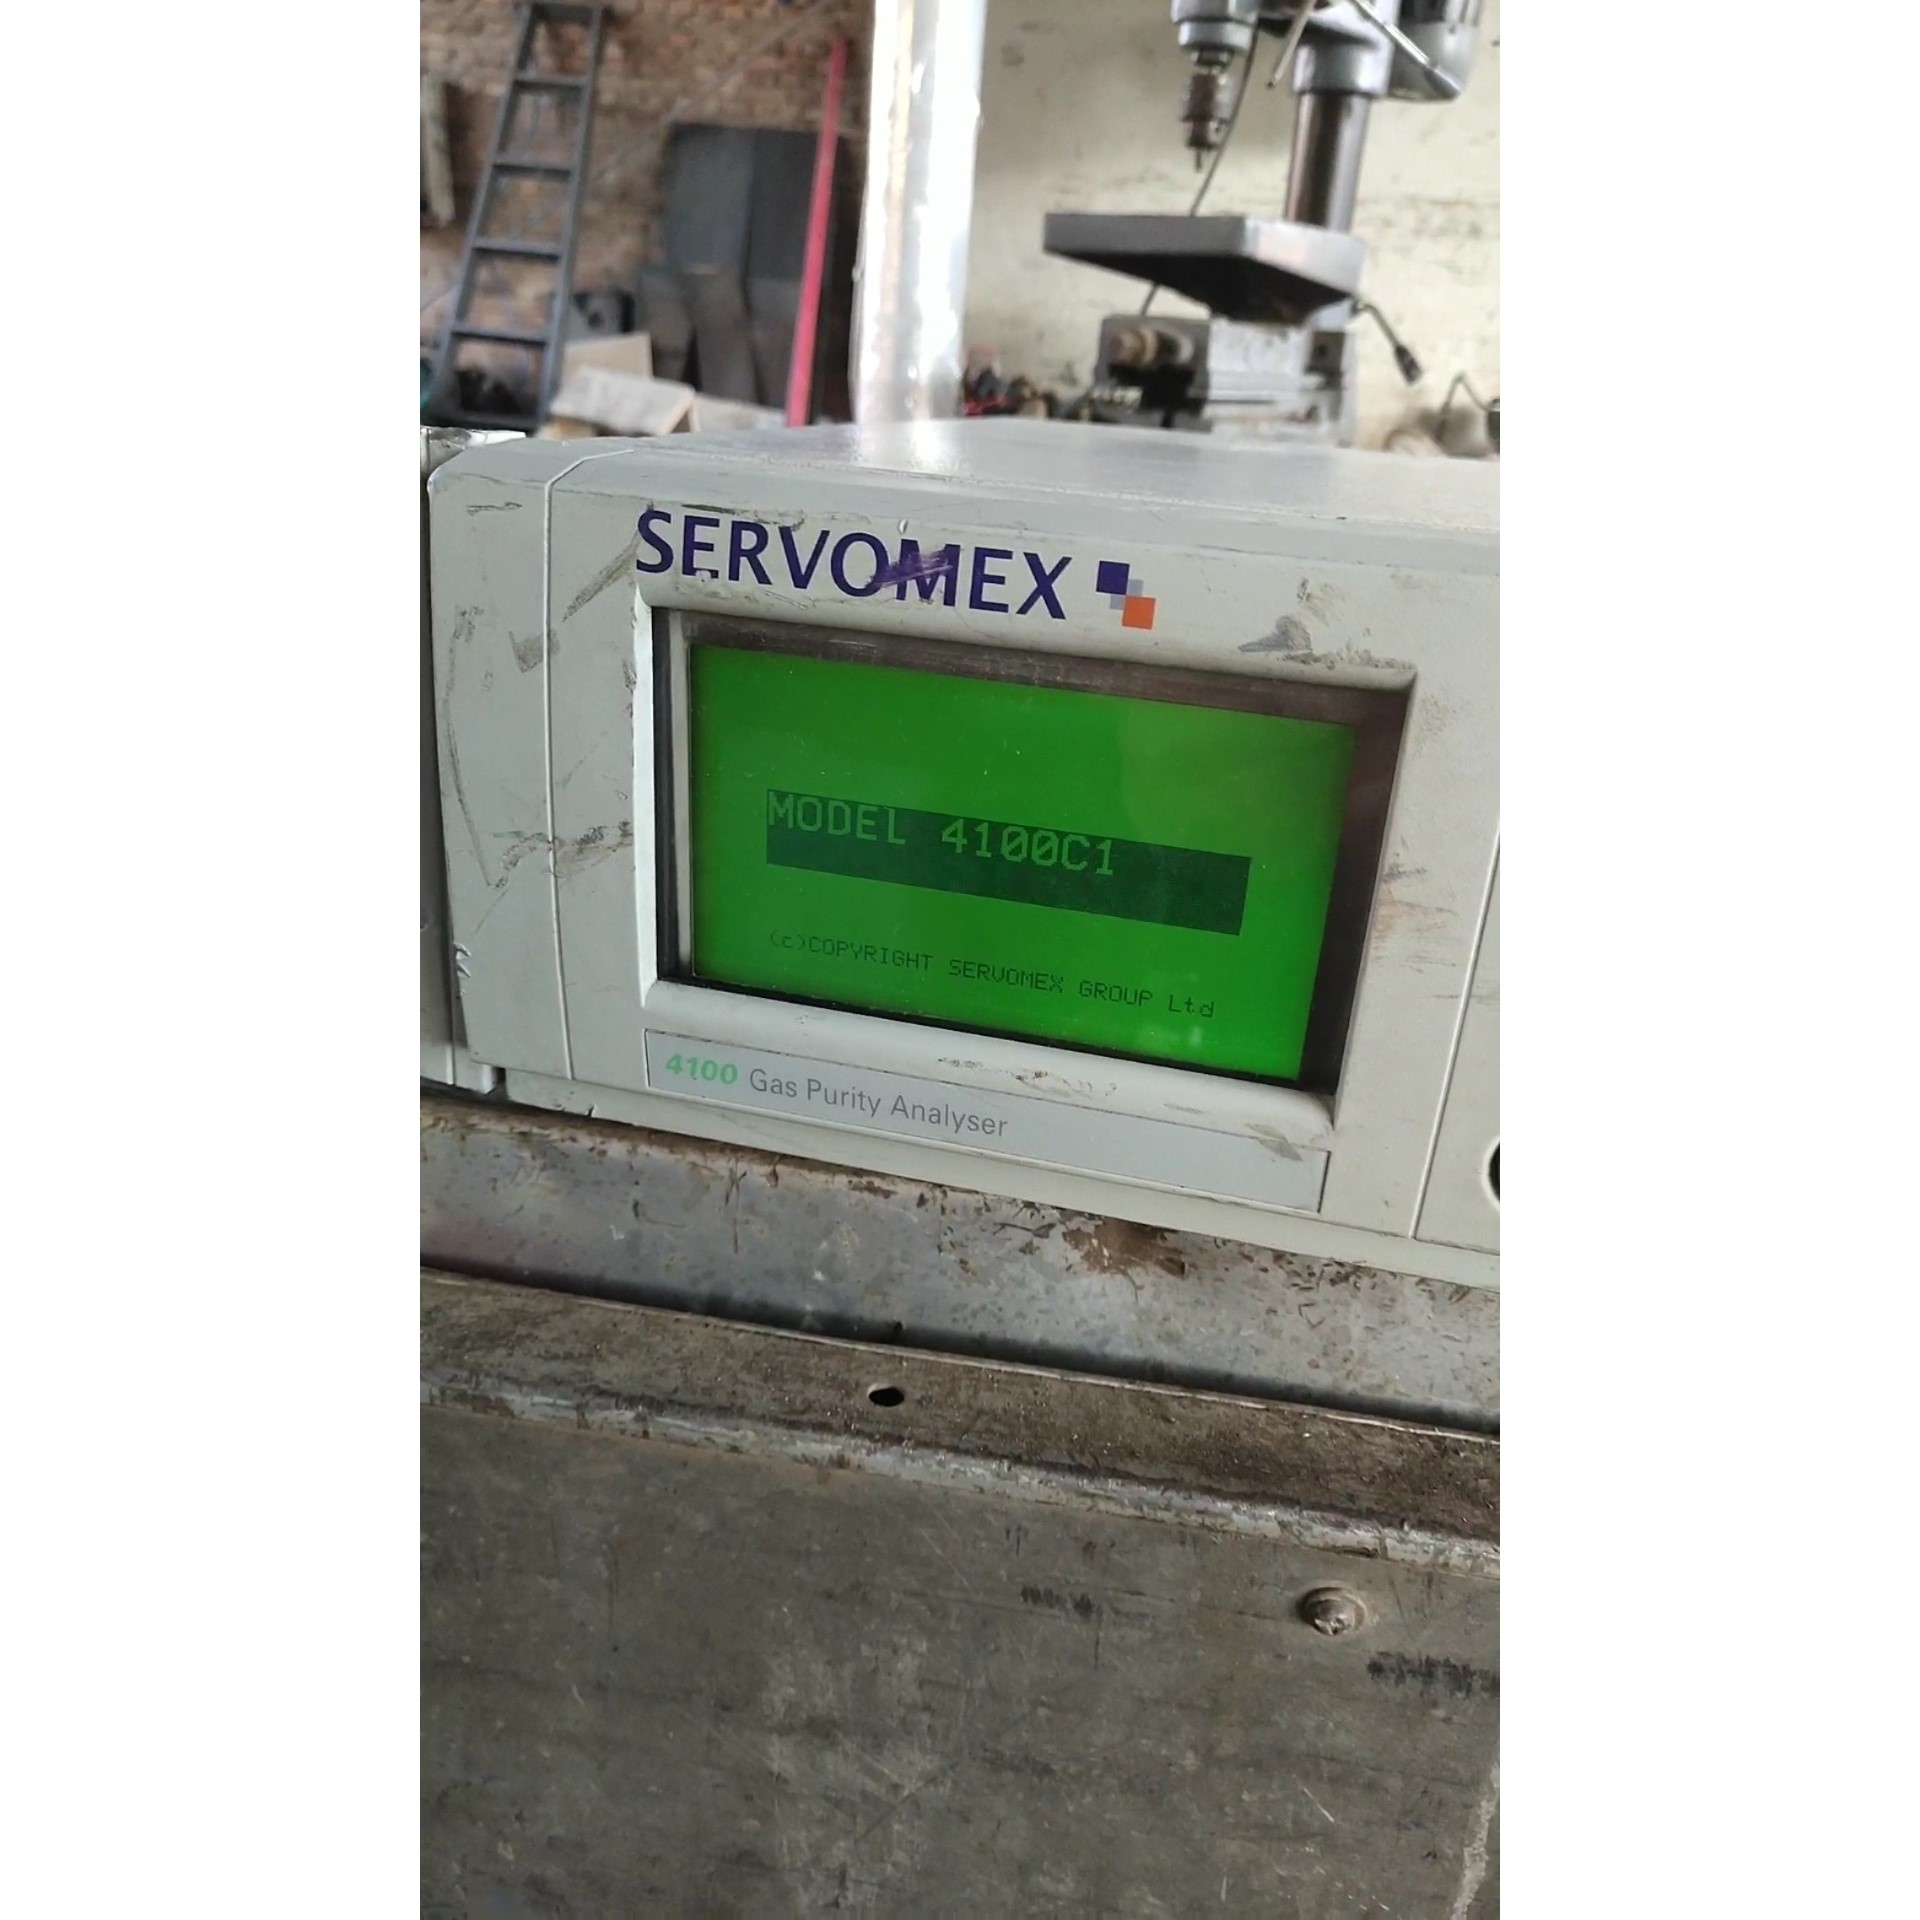 SERVOMEX
MODEL 4100C1
(c)COPYRIGHT SERVOMEX GROUP Ltd
4100 Gas Purity Analyser